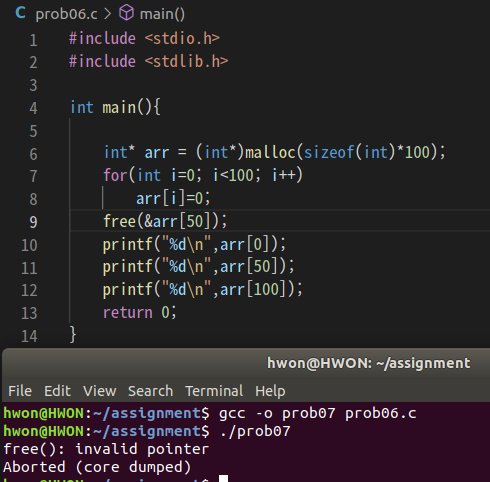 C prob06.c > main()
1 #include <stdio.h>
2 #include <stdlib.h>
3
4 int main(){
5
6 int* arr = (int*)malloc(sizeof(int)*100);
7 for(int i=0; i<100; i++)
8 arr[i]=0;
9 free(&arr[50]);
10 printf("%d\n",arr[0]);
11 printf("%d\n",arr[50]);
12 printf("%d\n",arr[100]);
13 return 0;
14 }
hwon@HWON: ~/assignment
File Edit View Search Terminal Help
hwon@HWON:~/assignment$ gcc -o prob07 prob06.c
hwon@HWON:~/assignment$ ./prob07
free(): invalid pointer
Aborted (core dumped)
hwon@HWON:~/assignment$